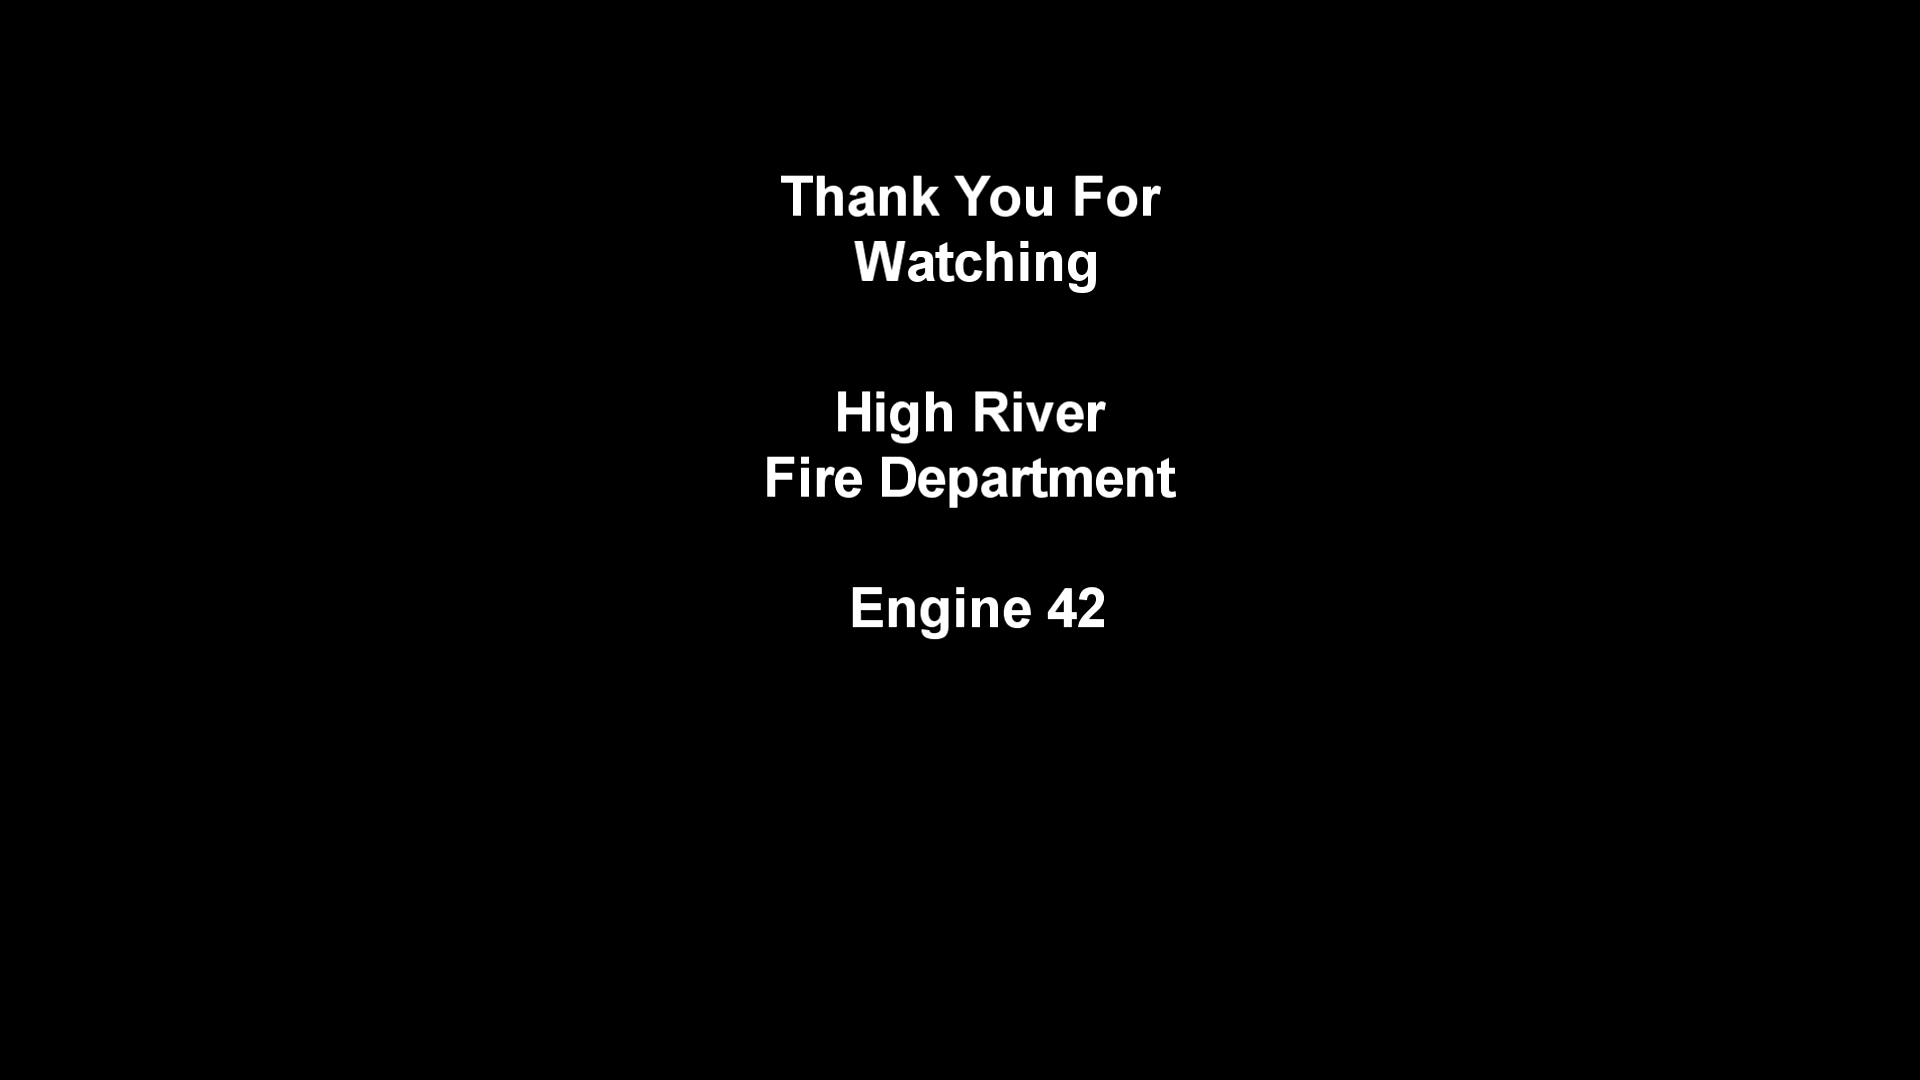 Thank You For
Watching
High River
Fire Department
Engine 42